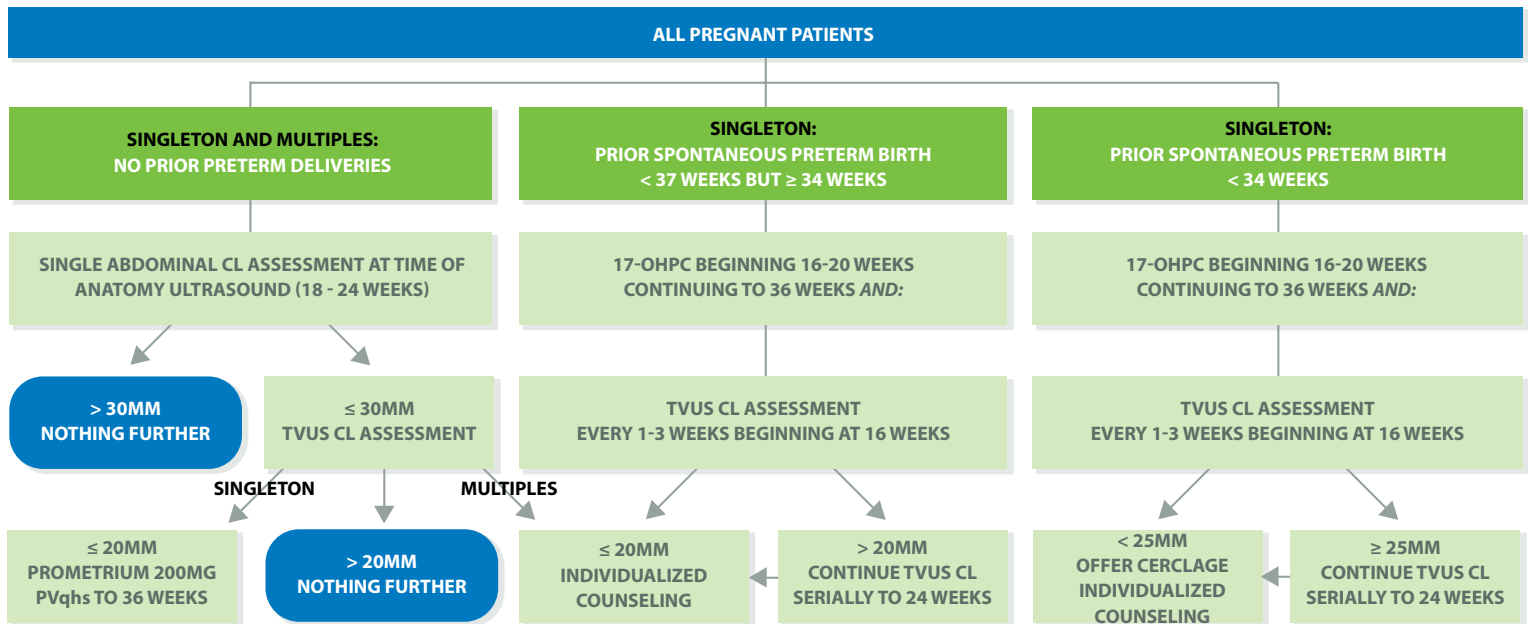 ALL PREGNANT PATIENTS
SINGLETON AND MULTIPLES:
NO PRIOR PRETERM DELIVERIES
SINGLETON:
PRIOR SPONTANEOUS PRETERM BIRTH
< 37 WEEKS BUT ≥ 34 WEEKS
SINGLETON:
PRIOR SPONTANEOUS PRETERM BIRTH
< 34 WEEKS
SINGLE ABDOMINAL CL ASSESSMENT AT TIME OF
ANATOMY ULTRASOUND (18 - 24 WEEKS)
17-OHPC BEGINNING 16-20 WEEKS
CONTINUING TO 36 WEEKS AND:
17-OHPC BEGINNING 16-20 WEEKS
CONTINUING TO 36 WEEKS AND:
> 30MM
NOTHING FURTHER
≤ 30MM
TVUS CL ASSESSMENT
TVUS CL ASSESSMENT
EVERY 1-3 WEEKS BEGINNING AT 16 WEEKS
TVUS CL ASSESSMENT
EVERY 1-3 WEEKS BEGINNING AT 16 WEEKS
SINGLETON
MULTIPLES
≤ 20MM
PROMETRIUM 200MG
PVqhs TO 36 WEEKS
> 20MM
NOTHING FURTHER
≤ 20MM
INDIVIDUALIZED
COUNSELING
> 20MM
CONTINUE TVUS CL
SERIALLY TO 24 WEEKS
< 25MM
OFFER CERCLAGE
INDIVIDUALIZED
COUNSELING
≥ 25MM
CONTINUE TVUS CL
SERIALLY TO 24 WEEKS